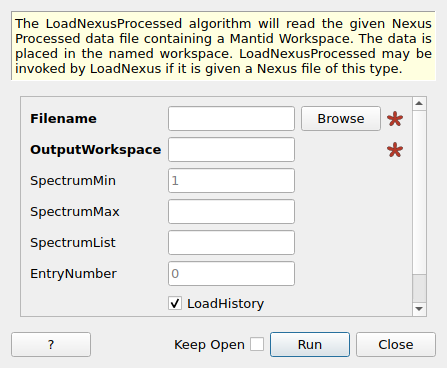 The LoadNexusProcessed algorithm will read the given Nexus
Processed data file containing a Mantid Workspace. The data is
placed in the named workspace. LoadNexusProcessed may be
invoked by LoadNexus if it is given a Nexus file of this type.
Filename Browse
OutputWorkspace
SpectrumMin 1
SpectrumMax
SpectrumList
EntryNumber 0
LoadHistory
? Keep Open Run Close